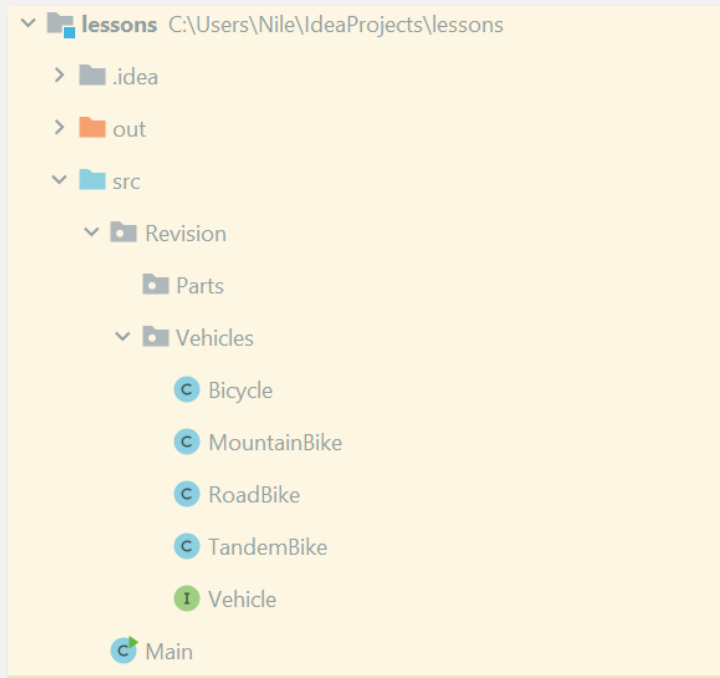 lessons C:\Users\Nile\IdeaProjects\lessons
.idea
out
src
Revision
Parts
Vehicles
C Bicycle
C MountainBike
C RoadBike
C TandemBike
I Vehicle
C Main